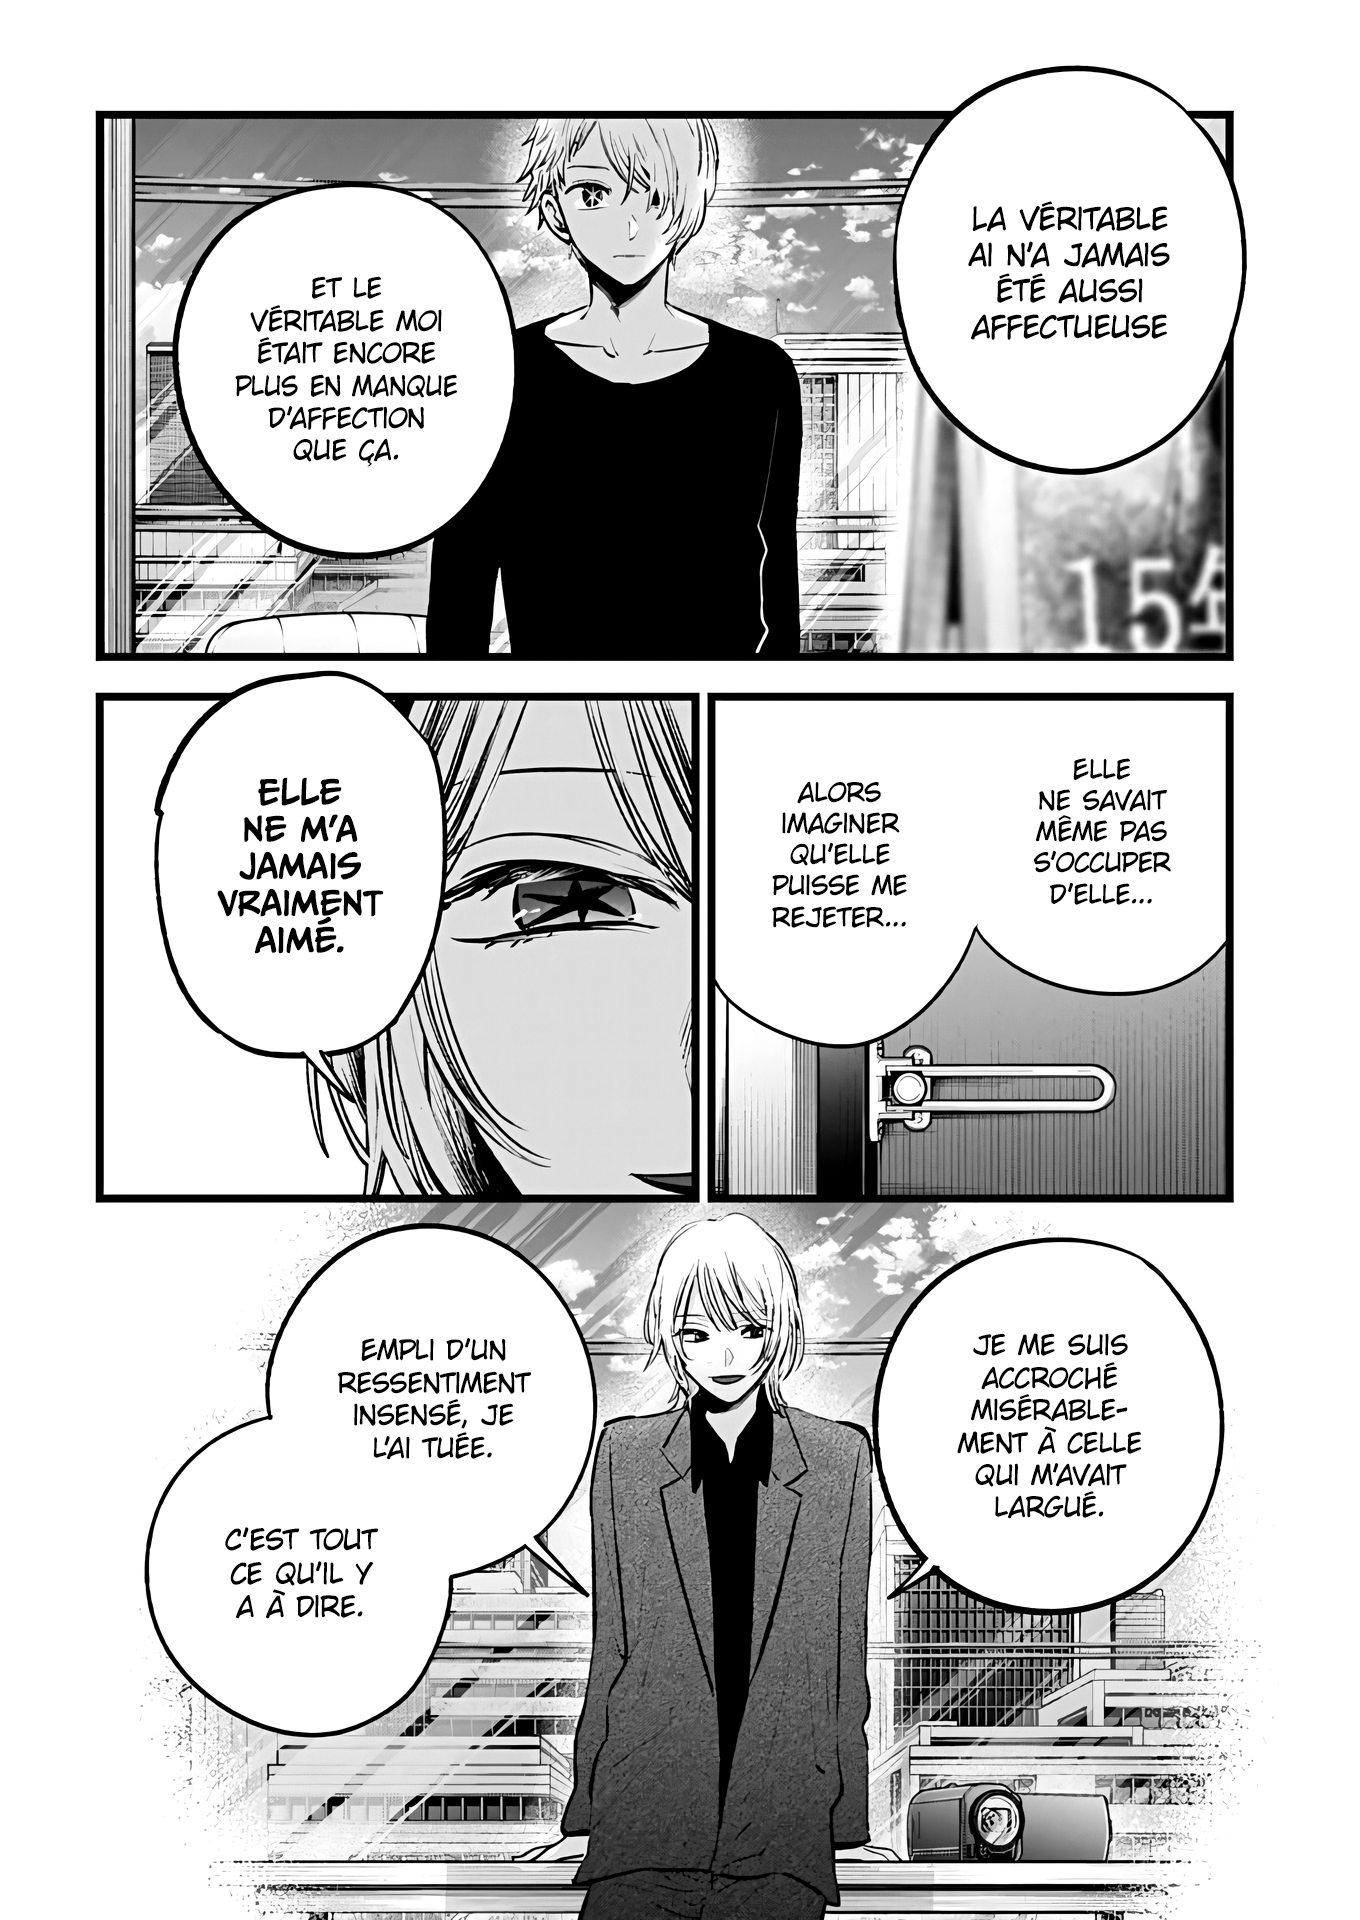 LA VÉRITABLE
AI N'A JAMAIS
ÉTÉ AUSSI
AFFECTUEUSE
ET LE
VÉRITABLE MOI
ÉTAIT ENCORE
PLUS EN MANQUE
D'AFFECTION
QUE ÇA.
15年
ELLE
NE SAVAIT
MÊME PAS
S'OCCUPER
D'ELLE...
ALORS
IMAGINER
QU'ELLE
PUISSE ME
REJETER...
ELLE
NE M'A
JAMAIS
VRAIMENT
AIMÉ.
JE ME SUIS
ACCROCHÉ
MISÉRABLE-
MENT À CELLE
QUI M'AVAIT
LARGUÉ.
EMPLI D'UN
RESSENTIMENT
INSENSÉ, JE
L'AI TUÉE.
C'EST TOUT
CE QU'IL Y
A À DIRE.